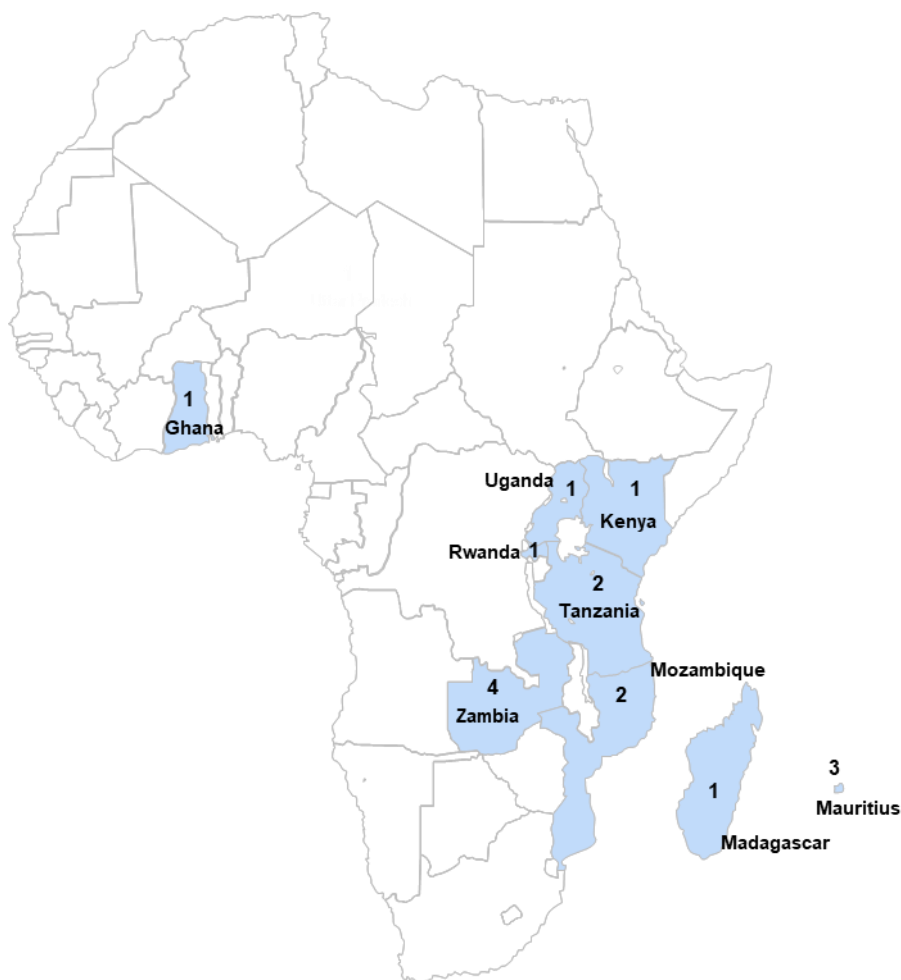 1
Ghana
Uganda
1
1
Kenya
Rwanda
1
2
Tanzania
Mozambique
4
Zambia
2
3
Mauritius
1
Madagascar